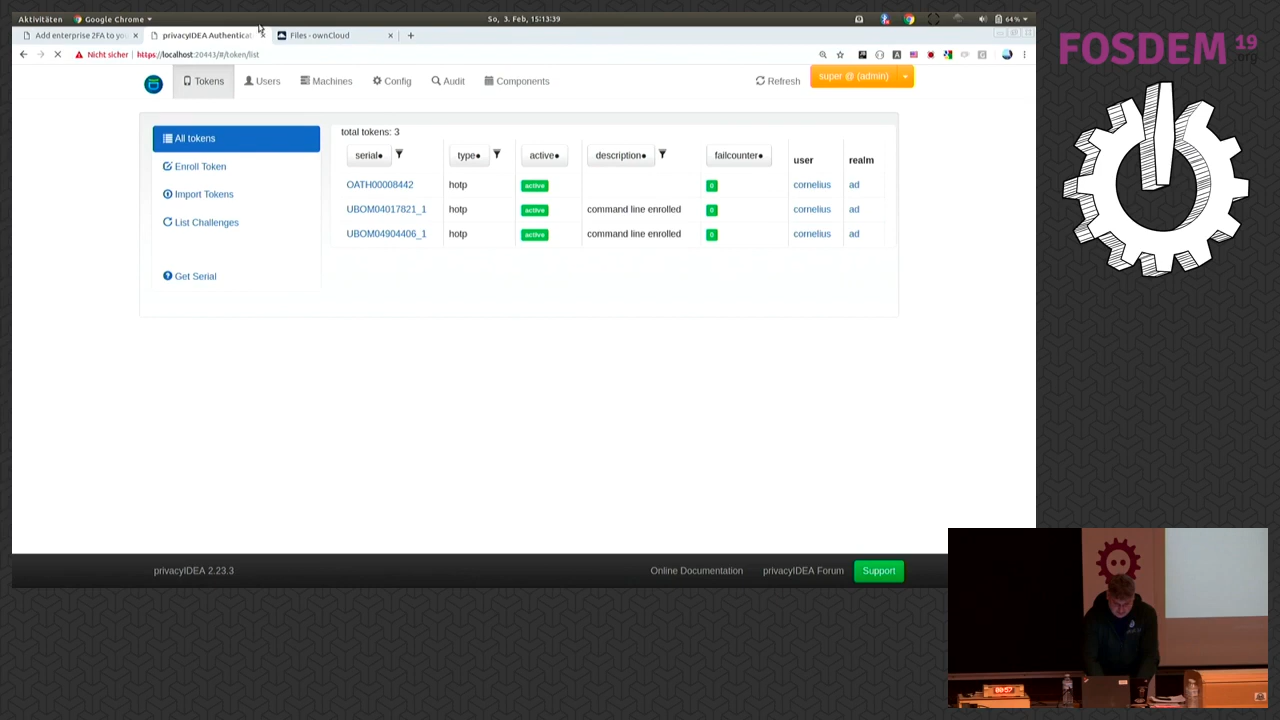 Aktivitäten Google Chrome So, 3. Feb, 15:13:39 64%
Add enterprise 2FA to you privacyIDEA Authenticat Files - ownCloud
Nicht sicher https://localhost:20443/#/token/list
Tokens Users Machines Config Audit Components Refresh super @ (admin)
All tokens
Enroll Token
Import Tokens
List Challenges
Get Serial
total tokens: 3
serial type active description failcounter user realm
OATH00008442 hotp active 0 cornelius ad
UBOM04017821_1 hotp active command line enrolled 0 cornelius ad
UBOM04904406_1 hotp active command line enrolled 0 cornelius ad
privacyIDEA 2.23.3 Online Documentation privacyIDEA Forum Support
FOSDEM 19
.org